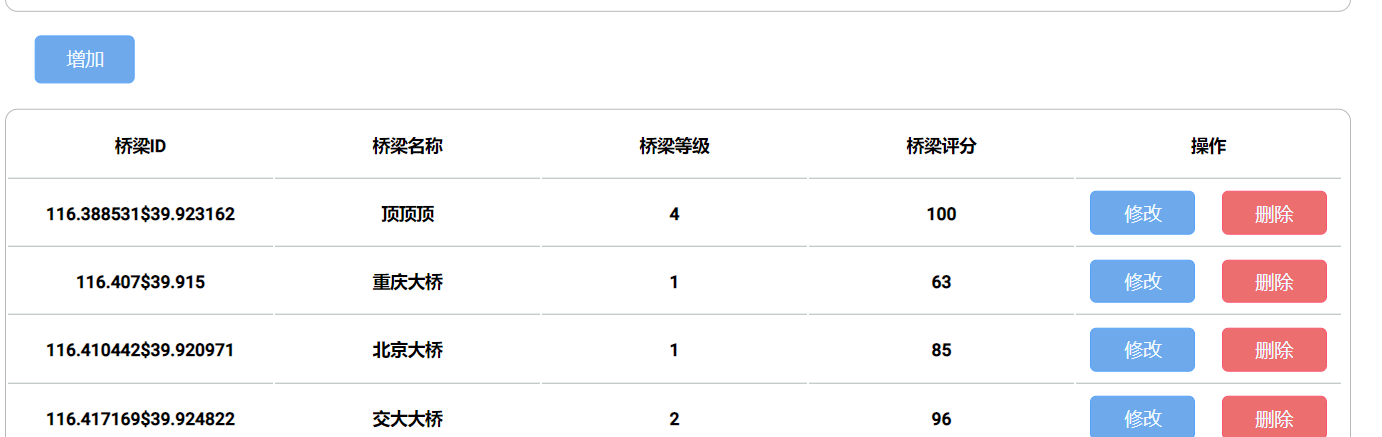 增加
桥梁ID 桥梁名称 桥梁等级 桥梁评分 操作
116.388531$39.923162 顶顶顶 4 100 修改 删除
116.407$39.915 重庆大桥 1 63 修改 删除
116.410442$39.920971 北京大桥 1 85 修改 删除
116.417169$39.924822 交大大桥 2 96 修改 删除